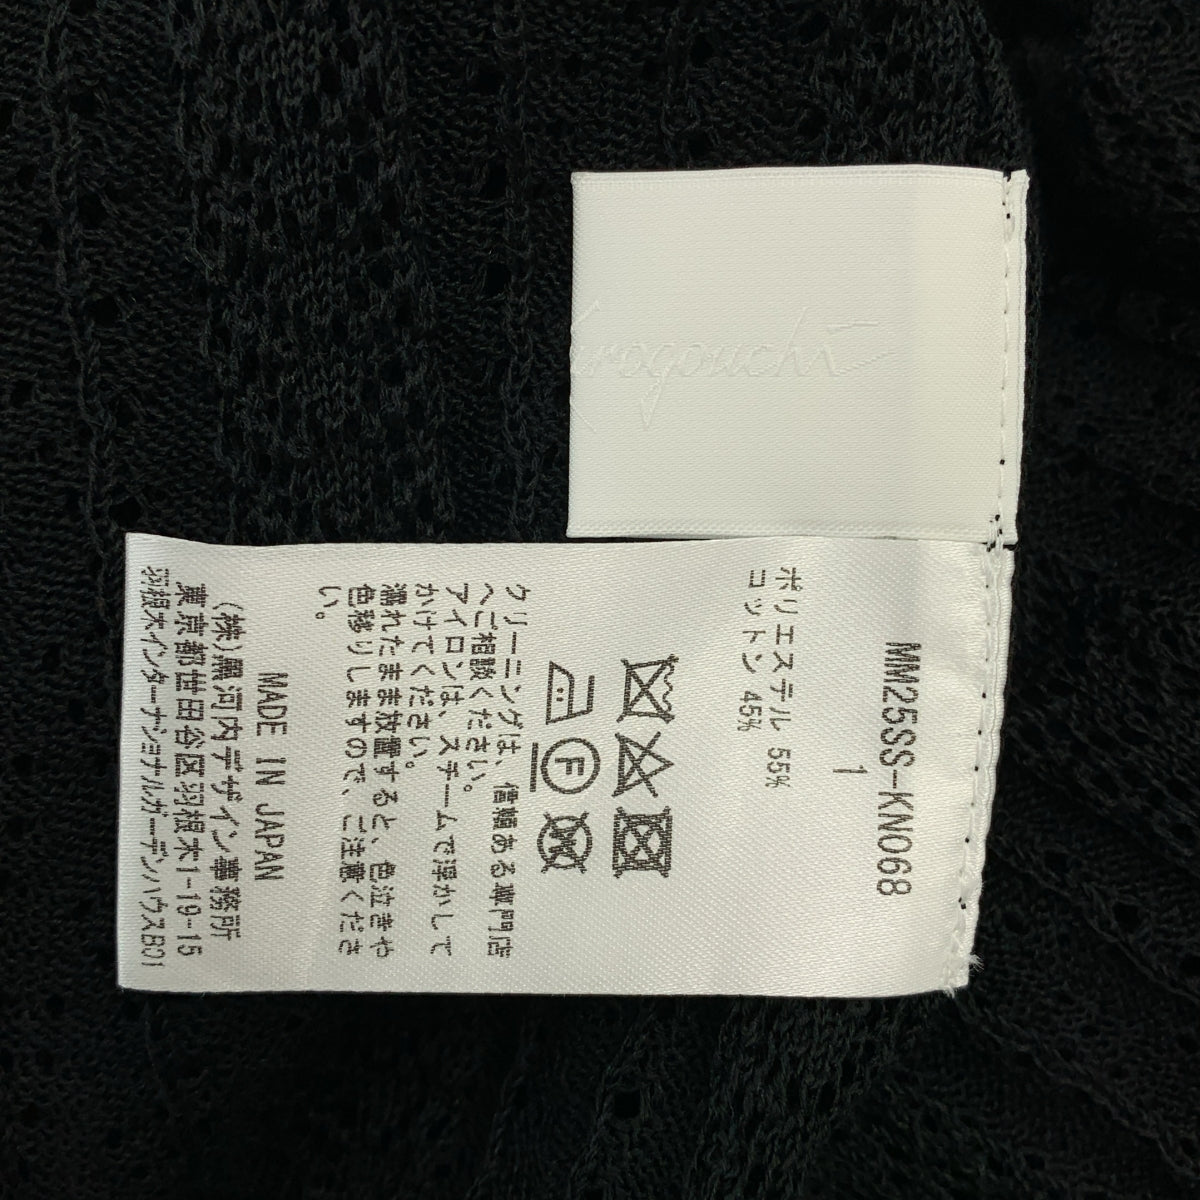 Kurogouchi
MM25SS-KN068
1
ポリエステル 55%
コットン 45%
F
クリーニングは、信頼ある専門店
へご相談ください。
アイロンは、スチームで浮かして
かけてください。
濡れたまま放置すると、色泣きや
色移りしますので、ご注意くださ
い。
MADE IN JAPAN
(株)黒河内デザイン事務所
東京都世田谷区羽根木1-19-15
羽根木インターナショナルガーデンハウスB01